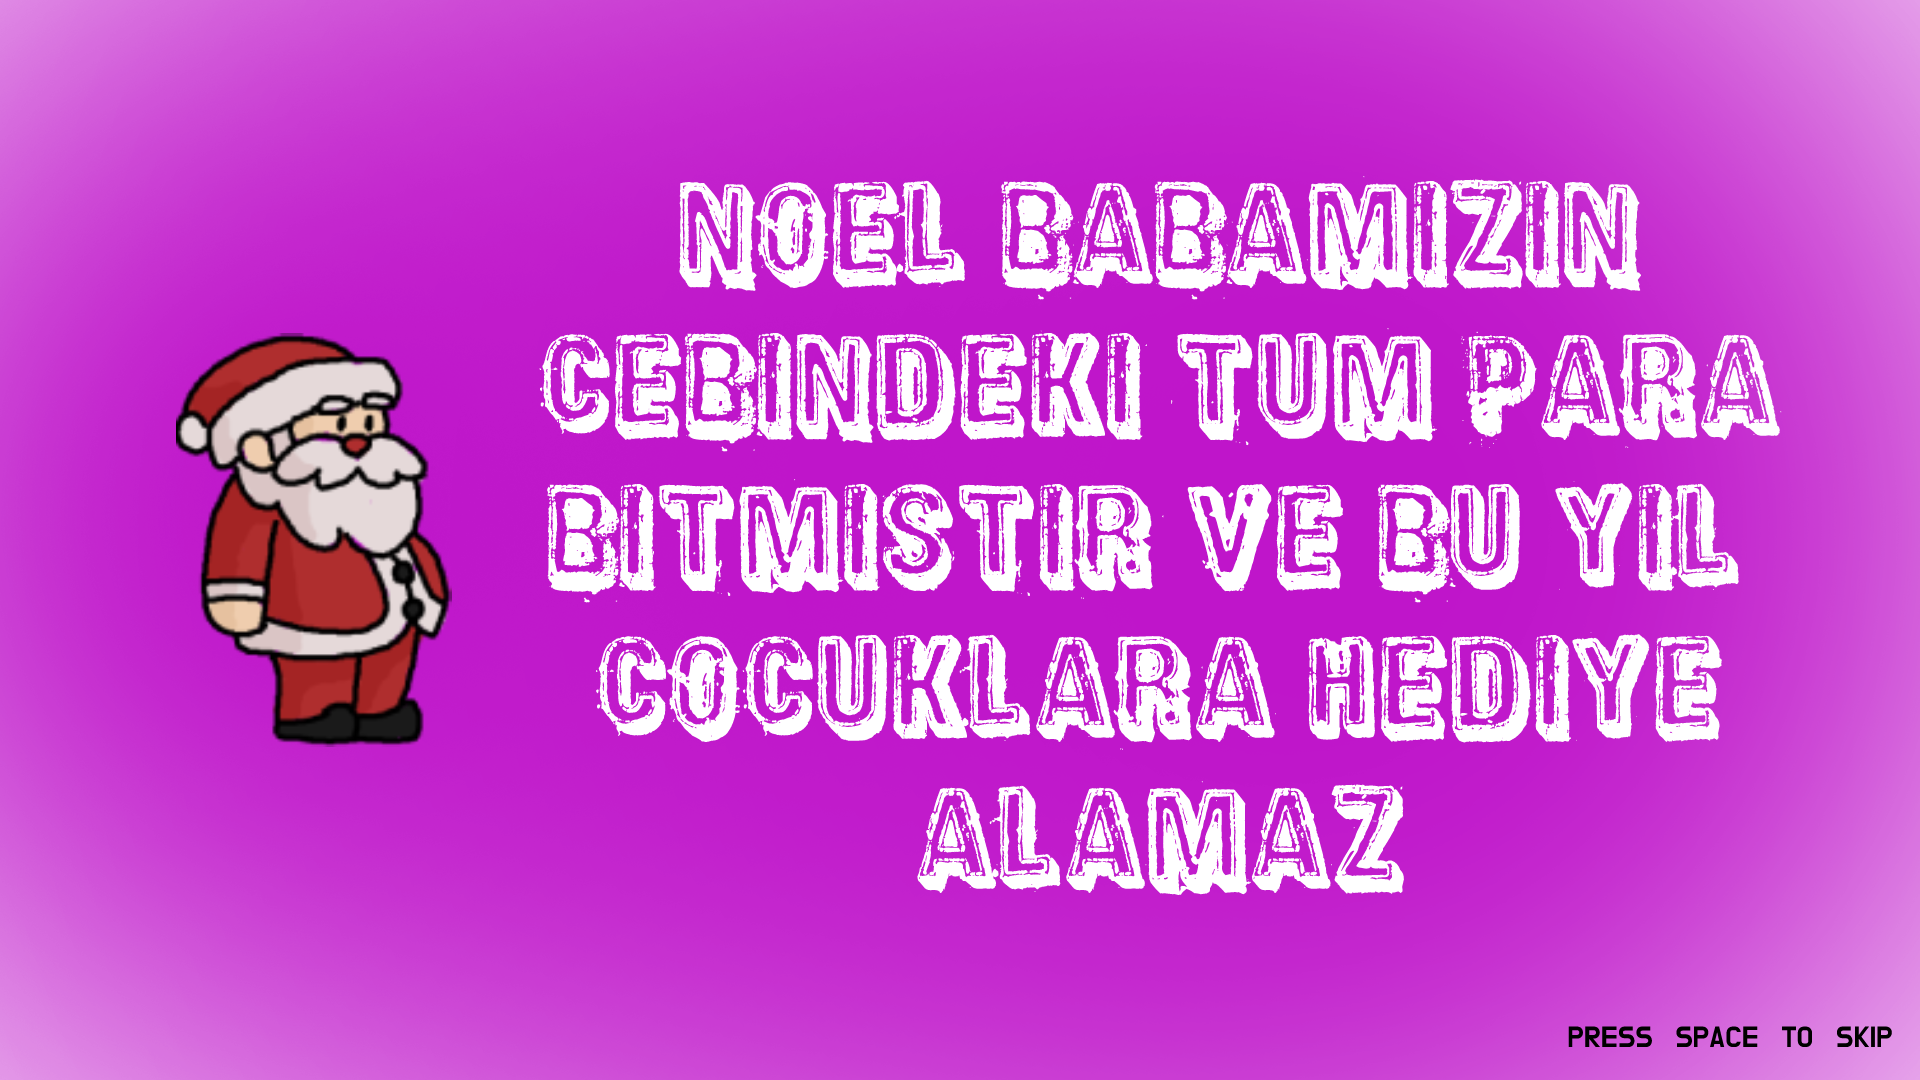 NOEL BABAMIZIN
CEBINDEKI TUM PARA
BITMISTIR VE BU YIL
COCUKLARA HEDIYE
ALAMAZ
PRESS SPACE TO SKIP